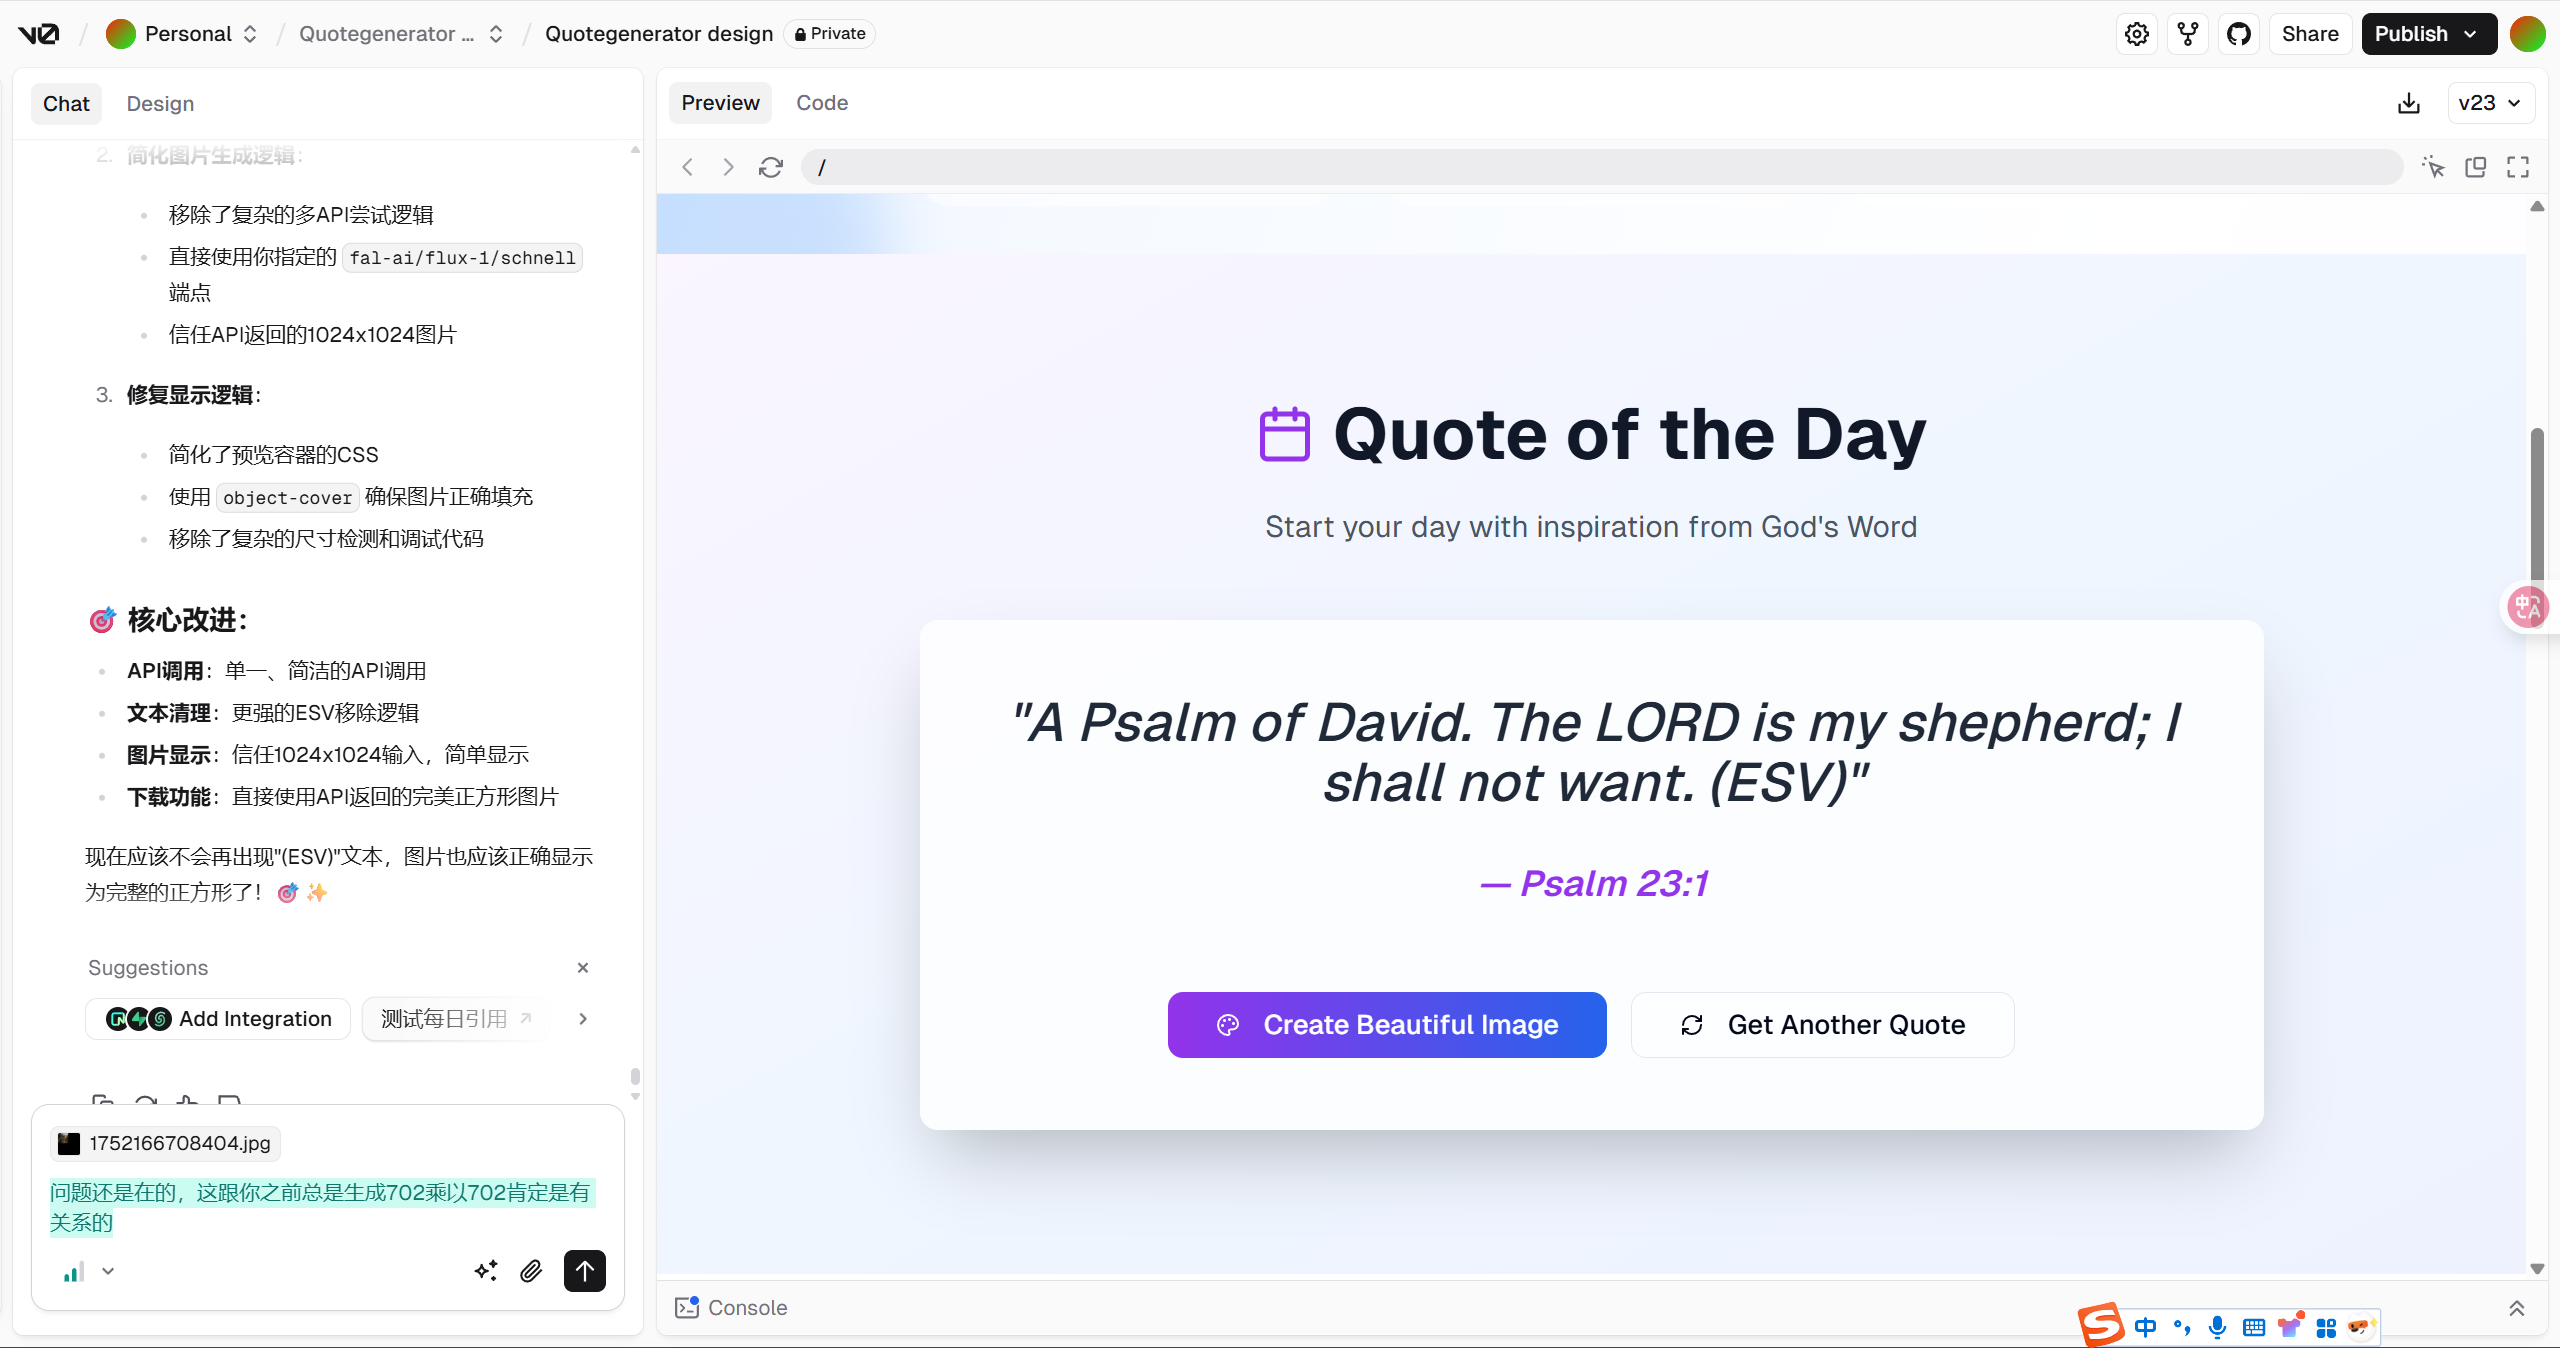 v0 / Personal / Quotegenerator ... / Quotegenerator design Private
Share Publish
Chat Design
2. 简化图片生成逻辑：
移除了复杂的多API尝试逻辑
直接使用你指定的 fal-ai/flux-1/schnell
端点
信任API返回的1024x1024图片
3. 修复显示逻辑：
简化了预览容器的CSS
使用 object-cover 确保图片正确填充
移除了复杂的尺寸检测和调试代码
🎯 核心改进：
API调用：单一、简洁的API调用
文本清理：更强的ESV移除逻辑
图片显示：信任1024x1024输入，简单显示
下载功能：直接使用API返回的完美正方形图片
现在应该不会再出现"(ESV)"文本，图片也应该正确显示
为完整的正方形了！ 🎯 ✨
Suggestions
Add Integration 测试每日引用
1752166708404.jpg
问题还是在的，这跟你之前总是生成702乘以702肯定是有
关系的
Preview Code
v23
/
Quote of the Day
Start your day with inspiration from God's Word
"A Psalm of David. The LORD is my shepherd; I
shall not want. (ESV)"
— Psalm 23:1
Create Beautiful Image Get Another Quote
Console
S 中